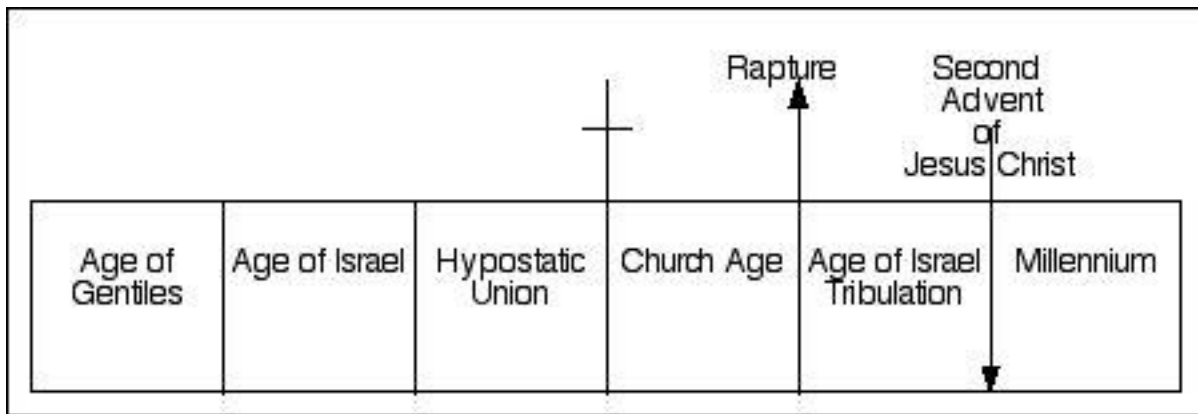 Rapture
Second
Advent
of
Jesus Christ
Age of
Gentiles
Age of Israel
Hypostatic
Union
Church Age
Age of Israel
Tribulation
Millennium